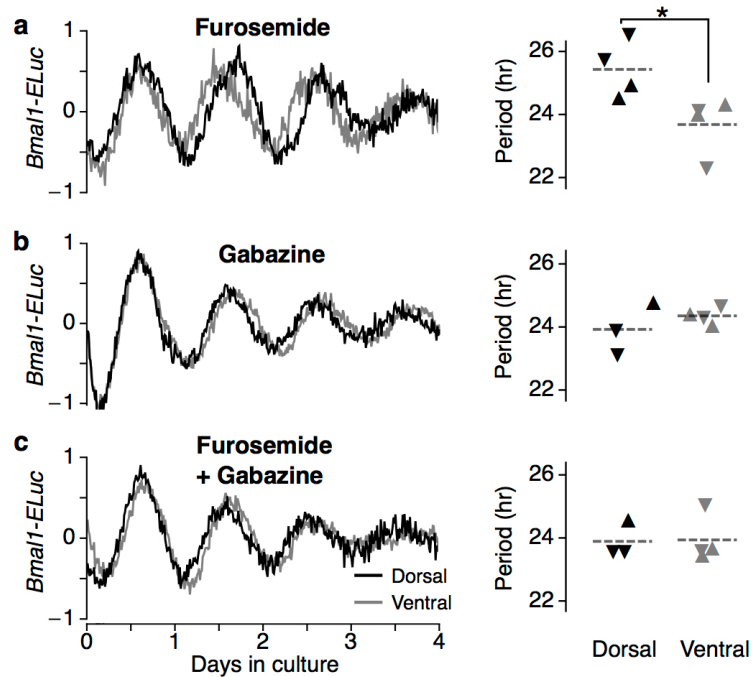 a
Furosemide
*
Bmal1-ELuc
1
0
−1
Period (hr)
26
24
22
b
Gabazine
Bmal1-ELuc
1
0
−1
Period (hr)
26
24
22
c
Furosemide
+ Gabazine
Bmal1-ELuc
1
0
−1
Dorsal
Ventral
0 1 2 3 4
Days in culture
Period (hr)
26
24
22
Dorsal Ventral